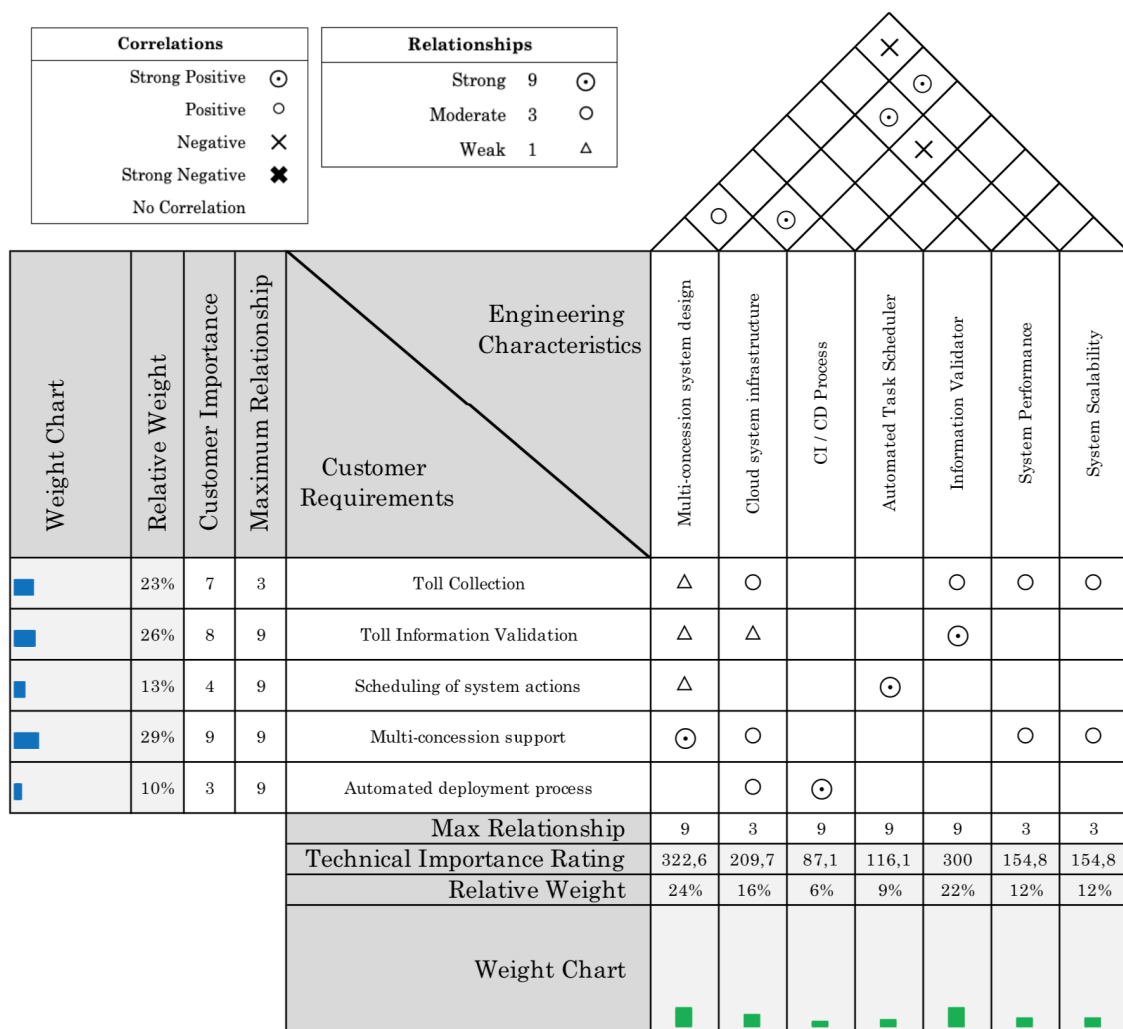 Correlations
Strong Positive
Positive
Negative
Strong Negative
No Correlation
Relationships
Strong 9
Moderate 3
Weak 1
Weight Chart
Relative Weight
Customer Importance
Maximum Relationship
Engineering
Characteristics
Customer
Requirements
Multi-concession system design
Cloud system infrastructure
CI / CD Process
Automated Task Scheduler
Information Validator
System Performance
System Scalability
23% 7 3 Toll Collection
26% 8 9 Toll Information Validation
13% 4 9 Scheduling of system actions
29% 9 9 Multi-concession support
10% 3 9 Automated deployment process
Max Relationship 9 3 9 9 9 3 3
Technical Importance Rating 322,6 209,7 87,1 116,1 300 154,8 154,8
Relative Weight 24% 16% 6% 9% 22% 12% 12%
Weight Chart